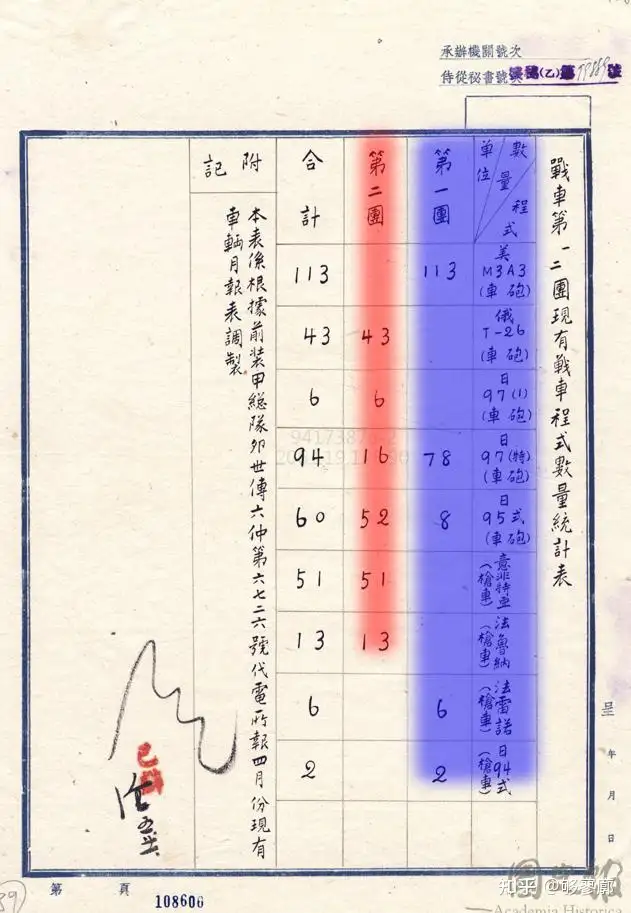 承辦機關號次
侍從秘書號次
戰車第一二團現有戰車程式數量統計表
數量
程式
單位
美 M3A3 (車砲)
俄 T-26 (車砲)
日 97(1) (車砲)
日 97(特) (車砲)
日 95式 (車砲)
意非特亞 (槍車)
法魯納 (槍車)
法雷諾 (槍車)
日94式 (槍車)
第一團
113
78
8
6
2
第二團
43
6
16
52
51
13
合計
113
43
6
94
60
51
13
6
2
附記
本表係根據前裝甲總隊卯世傳六仲第六七二六號代電所報四月份現有
車輛月報表調製
呈 年 月 日
第 頁
108606
知乎 @够寥廓
Academia Historica